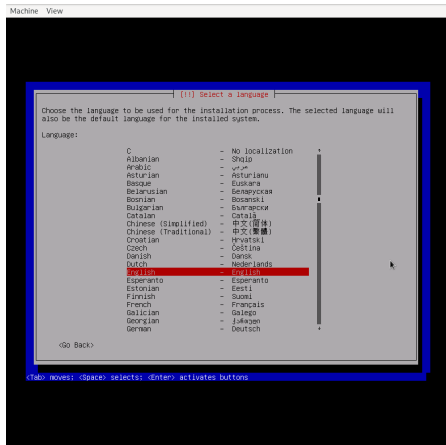 Machine View
[!!] Select a language
Choose the language to be used for the installation process. The selected language will
also be the default language for the installed system.
Language:
C - No localization
Albanian - Shqip
Arabic - عربي
Asturian - Asturianu
Basque - Euskara
Belarusian - Беларуская
Bosnian - Bosanski
Bulgarian - Български
Catalan - Català
Chinese (Simplified) - 中文(简体)
Chinese (Traditional) - 中文(繁體)
Croatian - Hrvatski
Czech - Čeština
Danish - Dansk
Dutch - Nederlands
English - English
Esperanto - Esperanto
Estonian - Eesti
Finnish - Suomi
French - Français
Galician - Galego
Georgian - ქართული
German - Deutsch
<Go Back>
<Tab> moves; <Space> selects; <Enter> activates buttons